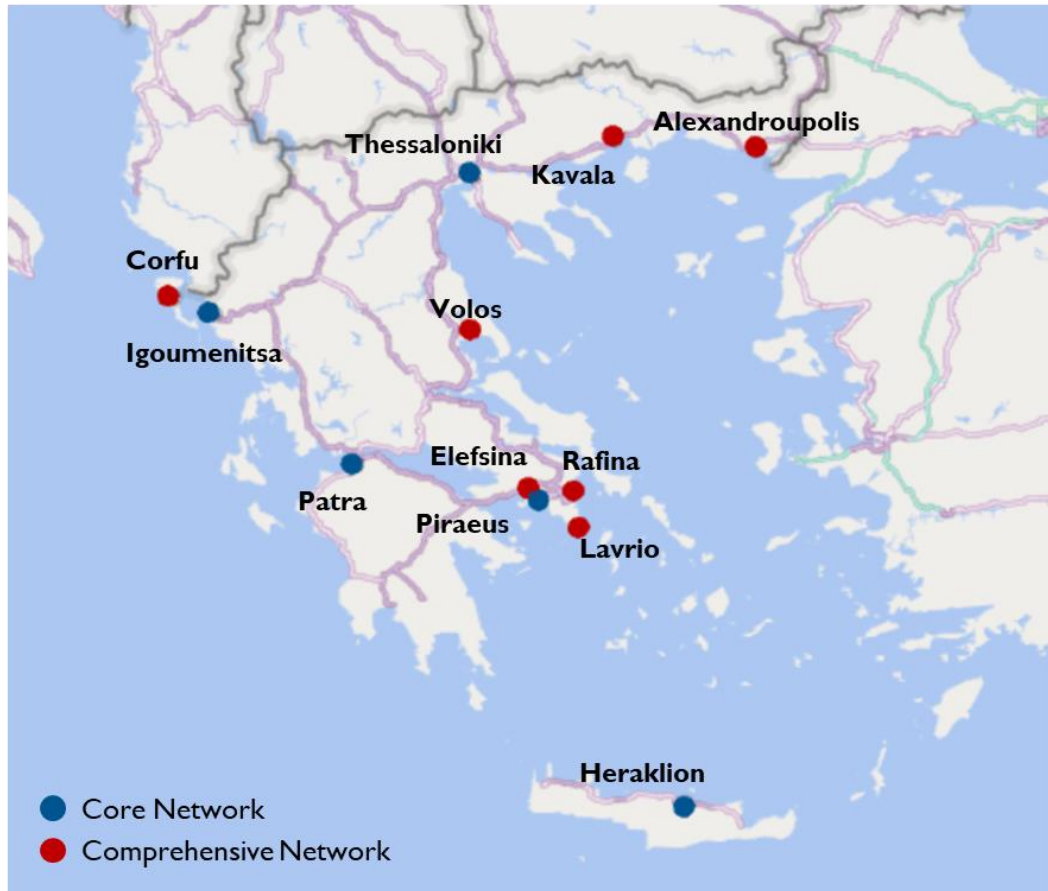 Alexandroupolis
Thessaloniki
Kavala
Corfu
Volos
Igoumenitsa
Elefsina
Rafina
Patra
Piraeus
Lavrio
Heraklion
Core Network
Comprehensive Network